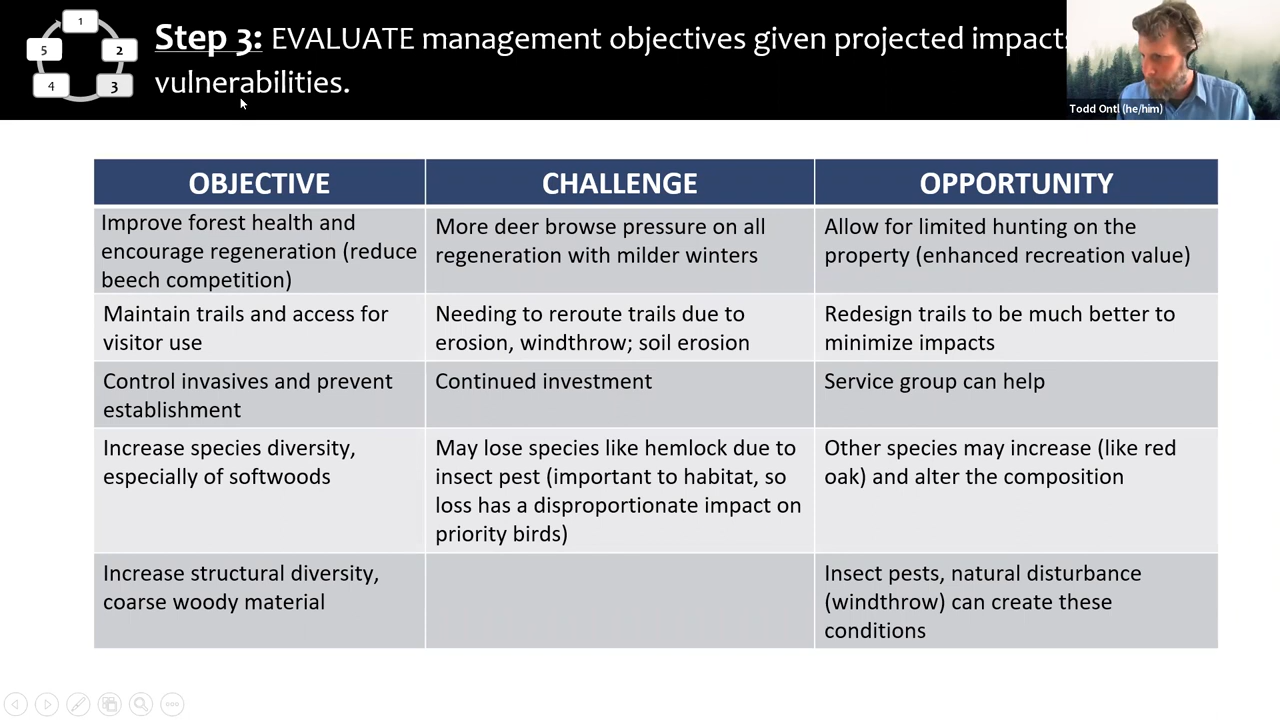 1
5
2
4
3
Step 3: EVALUATE management objectives given projected impacts
vulnerabilities.
Todd Ontl (he/him)
OBJECTIVE
CHALLENGE
OPPORTUNITY
Improve forest health and
encourage regeneration (reduce
beech competition)
More deer browse pressure on all
regeneration with milder winters
Allow for limited hunting on the
property (enhanced recreation value)
Maintain trails and access for
visitor use
Needing to reroute trails due to
erosion, windthrow; soil erosion
Redesign trails to be much better to
minimize impacts
Control invasives and prevent
establishment
Continued investment
Service group can help
Increase species diversity,
especially of softwoods
May lose species like hemlock due to
insect pest (important to habitat, so
loss has a disproportionate impact on
priority birds)
Other species may increase (like red
oak) and alter the composition
Increase structural diversity,
coarse woody material
Insect pests, natural disturbance
(windthrow) can create these
conditions